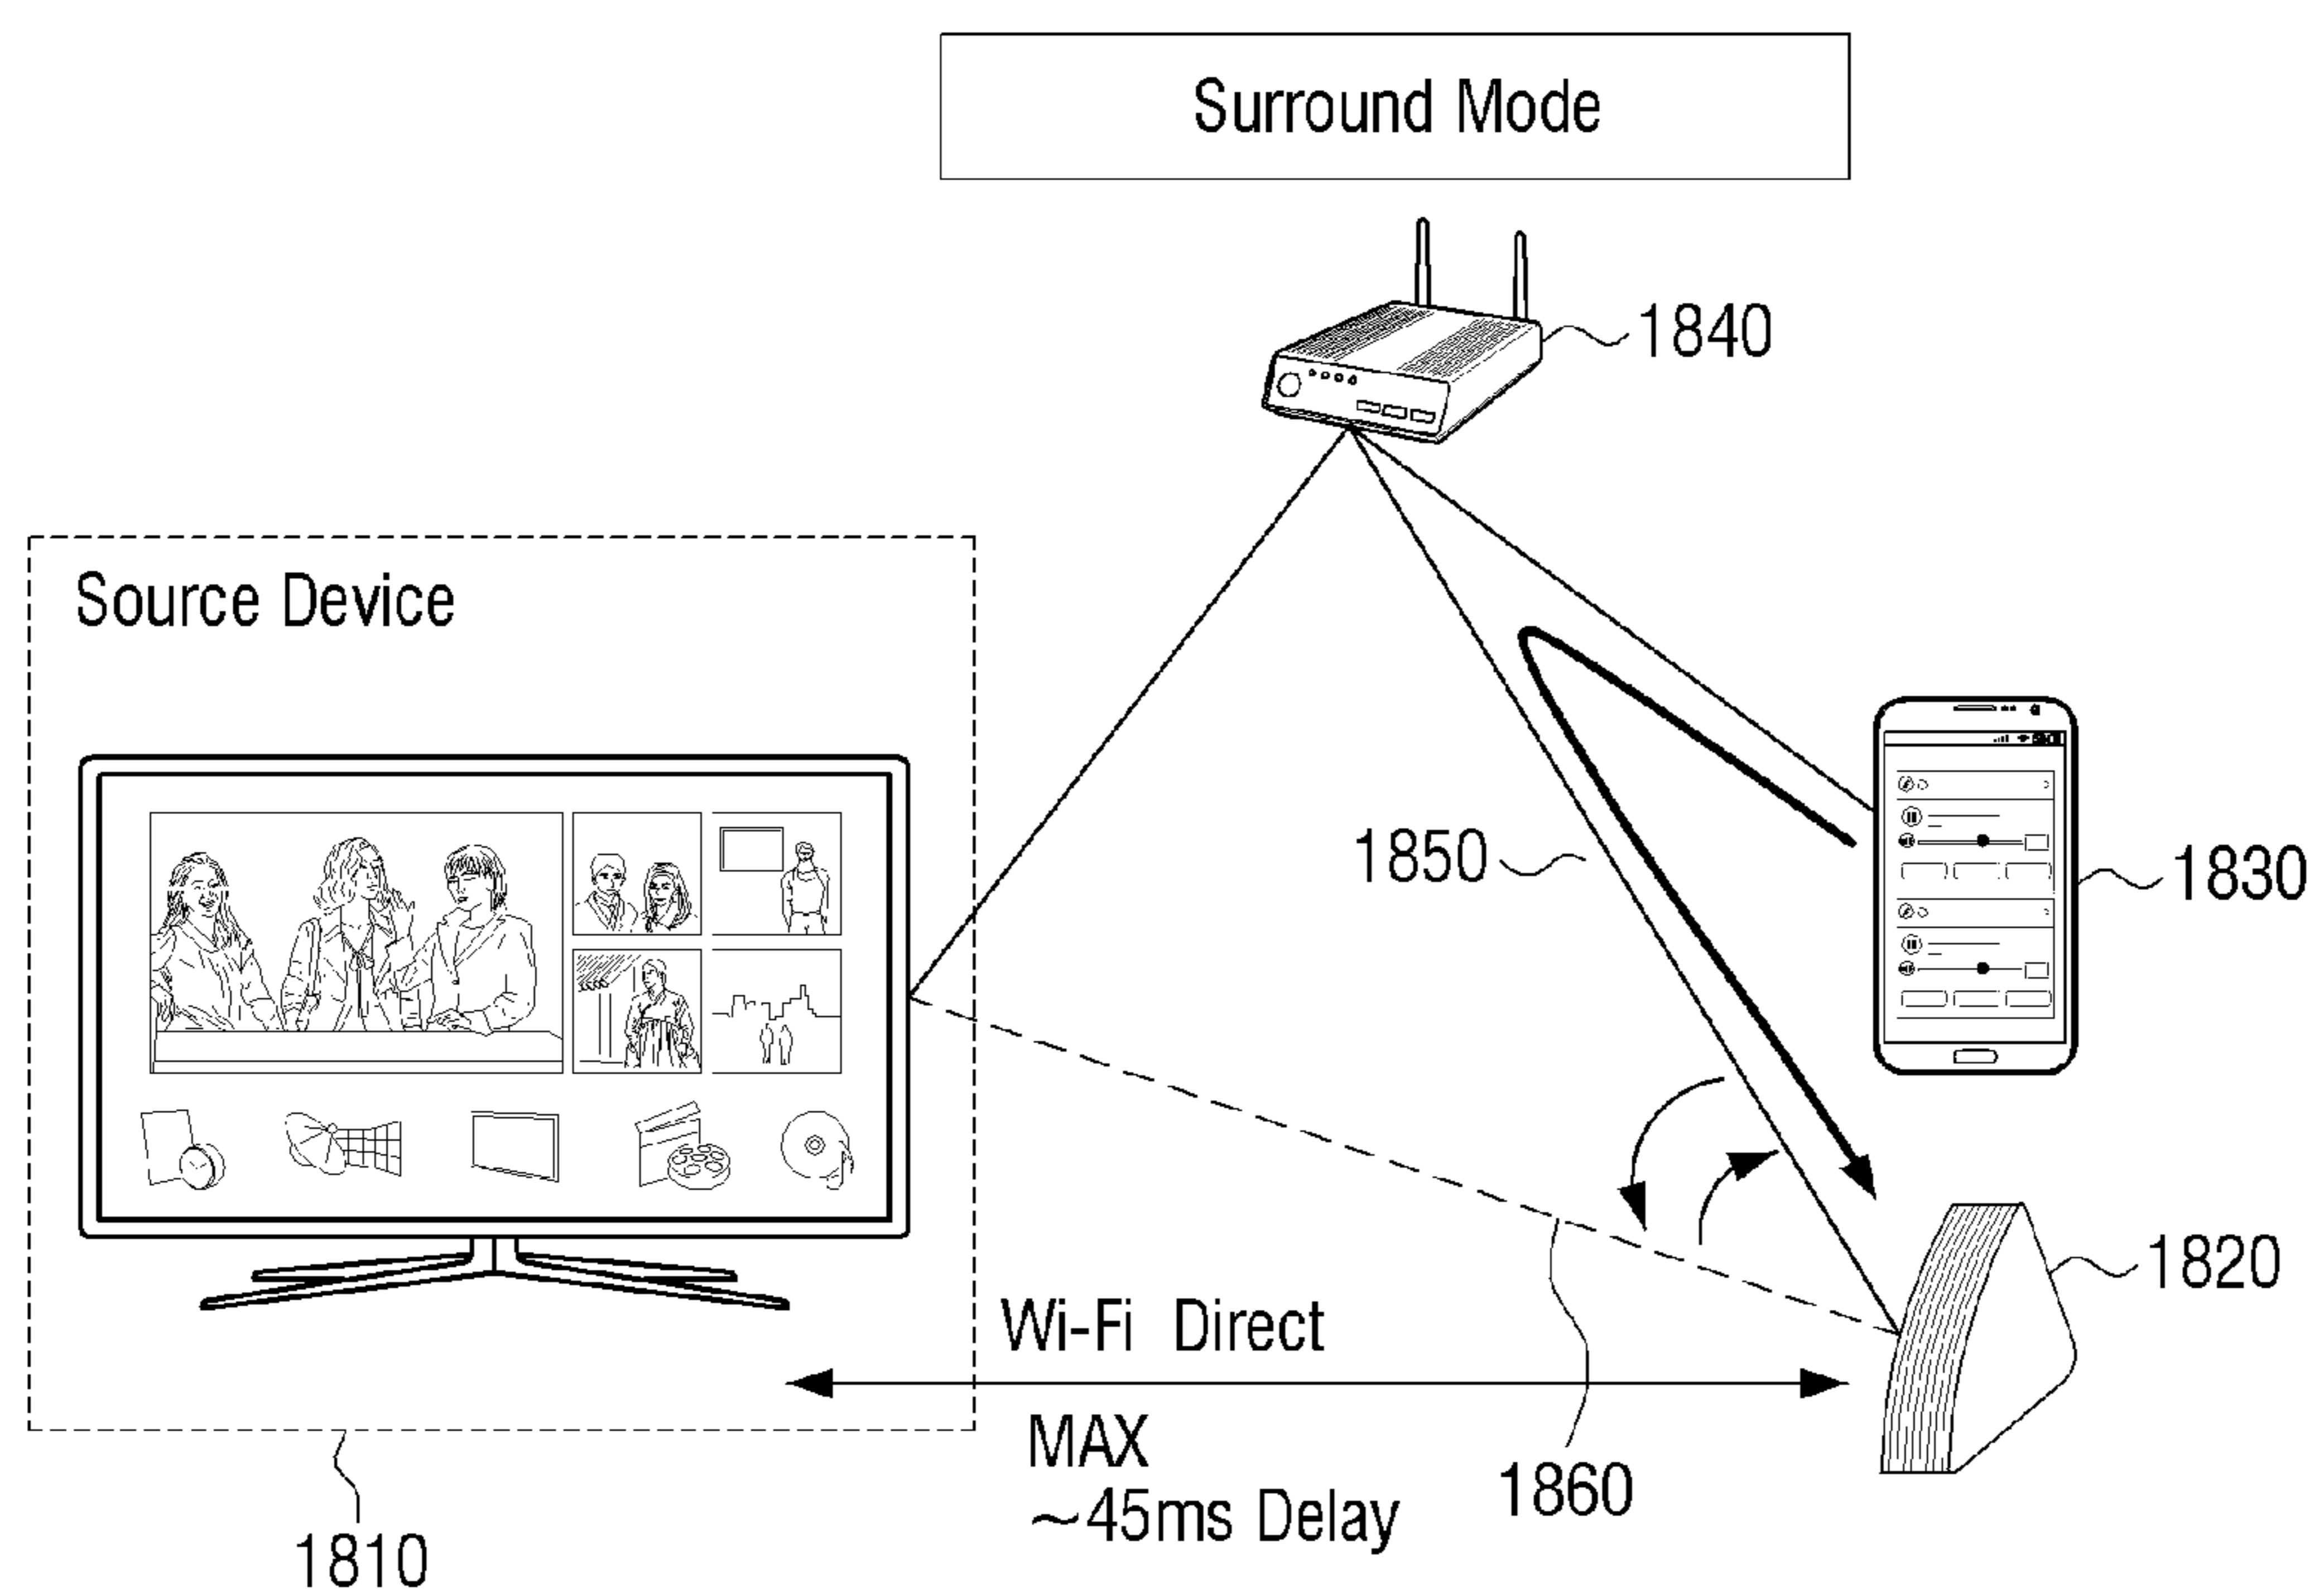 Surround Mode
1840
Source Device
1850
1830
1820
Wi-Fi Direct
MAX
~45ms Delay
1860
1810